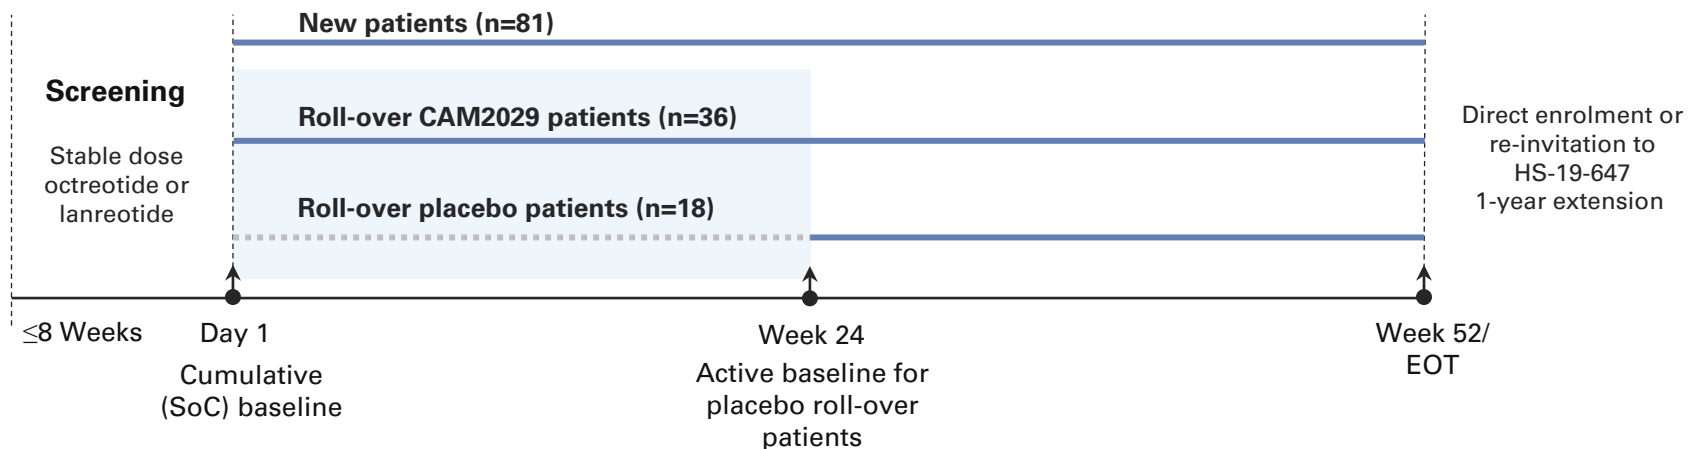 New patients (n=81)
Screening
Stable dose
octreotide or
lanreotide
Roll-over CAM2029 patients (n=36)
Roll-over placebo patients (n=18)
Direct enrolment or
re-invitation to
HS-19-647
1-year extension
≤8 Weeks
Day 1
Cumulative
(SoC) baseline
Week 24
Active baseline for
placebo roll-over
patients
Week 52/
EOT